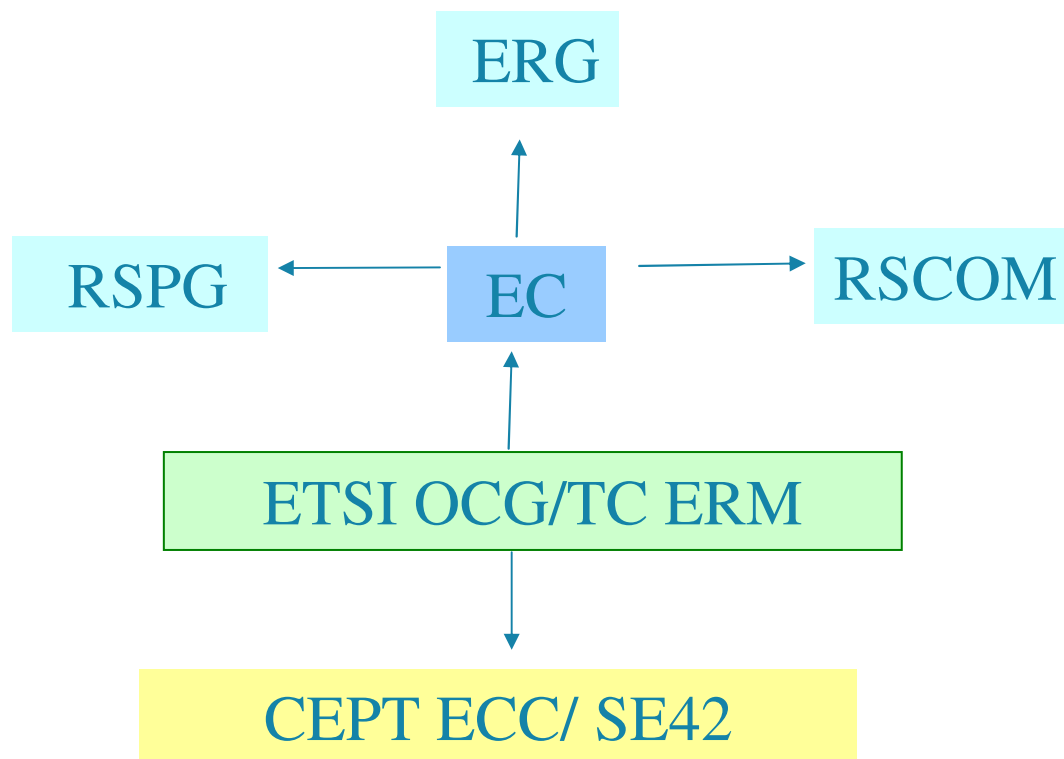 ERG
RSPG
EC
RSCOM
ETSI OCG/TC ERM
CEPT ECC/ SE42